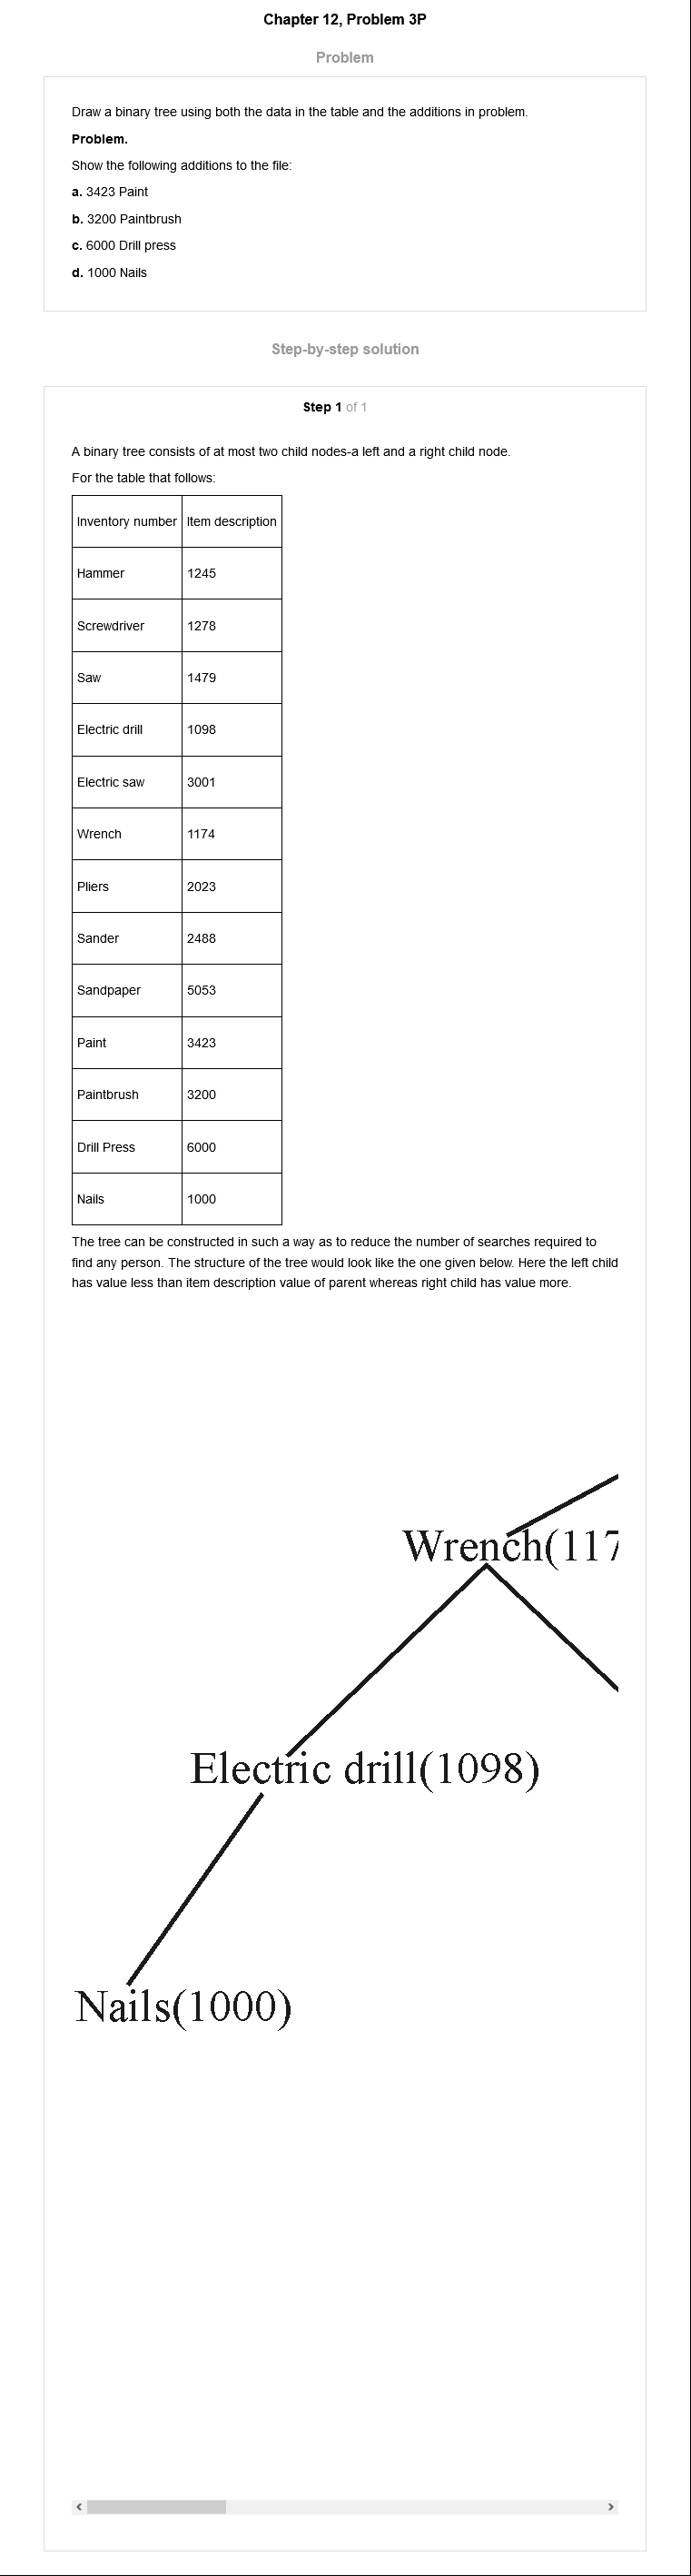 Chapter 12, Problem 3P
Problem
Draw a binary tree using both the data in the table and the additions in problem.
Problem.
Show the following additions to the file:
a. 3423 Paint
b. 3200 Paintbrush
c. 6000 Drill press
d. 1000 Nails
Step-by-step solution
Step 1 of 1
A binary tree consists of at most two child nodes-a left and a right child node.
For the table that follows:
Inventory number Item description
Hammer 1245
Screwdriver 1278
Saw 1479
Electric drill 1098
Electric saw 3001
Wrench 1174
Pliers 2023
Sander 2488
Sandpaper 5053
Paint 3423
Paintbrush 3200
Drill Press 6000
Nails 1000
The tree can be constructed in such a way as to reduce the number of searches required to
find any person. The structure of the tree would look like the one given below. Here the left child
has value less than item description value of parent whereas right child has value more.
Wrench(117
Electric drill(1098)
Nails(1000)